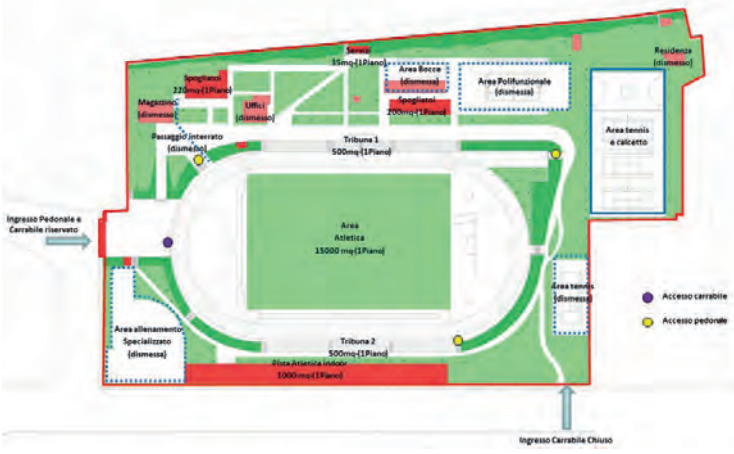 Servizi
15mq-(1Piano)
Residenza
(dismesso)
Spogliatoi
220mq-(1Piano)
Area Bocce
(dismessa)
Area Polifunzionale
(dismessa)
Magazzino
(dismesso)
Uffici
(dismesso)
Spogliatoi
200mq-(1Piano)
Area tennis
e calcetto
Passaggio interrato
(dismesso)
Tribuna 1
500mq-(1Piano)
Ingresso Pedonale e
Carrabile riservato
Area
Atletica
15000 mq-(1Piano)
Area tennis
(dismessa)
Accesso carrabile
Accesso pedonale
Area allenamento
Specializzato
(dismessa)
Tribuna 2
500mq-(1Piano)
Pista Atletica indoor
1000 mq-(1Piano)
Ingresso Carrabile Chiuso